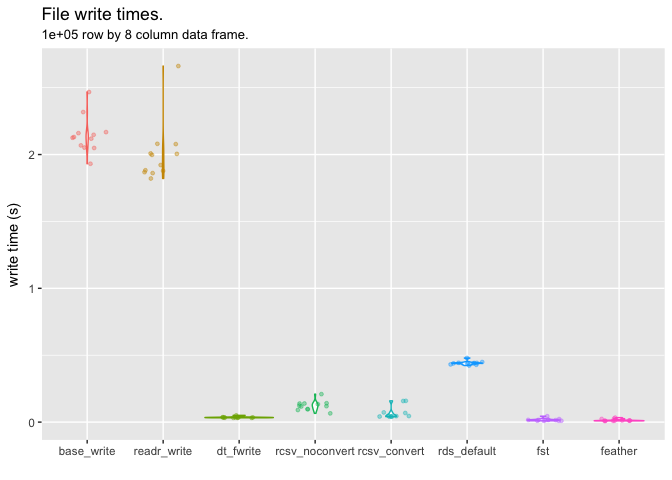 File write times.
1e+05 row by 8 column data frame.
write time (s)
2
1
0
base_write readr_write dt_fwrite rcsv_noconvert rcsv_convert rds_default fst feather